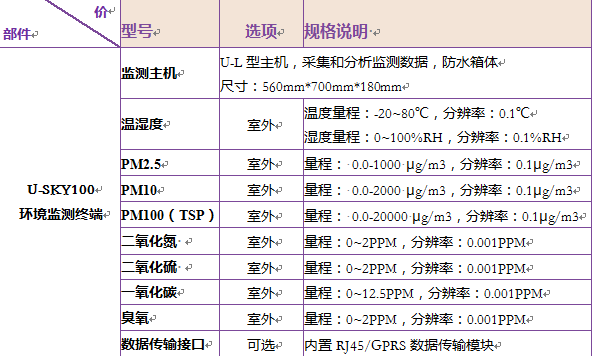 价
部件
型号 选项 规格说明
U-SKY100
环境监测终端
监测主机 U-L 型主机，采集和分析监测数据，防水箱体
尺寸：560mm*700mm*180mm
温湿度 室外 温度量程：-20~80℃，分辨率：0.1℃
湿度量程：0~100%RH，分辨率：0.1%RH
PM2.5 室外 量程：0.0-1000 μg/m3，分辨率：0.1μg/m3
PM10 室外 量程：0.0-2000 μg/m3，分辨率：0.1μg/m3
PM100（TSP） 室外 量程：0.0-20000 μg/m3，分辨率：0.1μg/m3
二氧化氮 室外 量程：0~2PPM，分辨率：0.001PPM
二氧化硫 室外 量程：0~2PPM，分辨率：0.001PPM
一氧化碳 室外 量程：0~12.5PPM，分辨率：0.001PPM
臭氧 室外 量程：0~2PPM，分辨率：0.001PPM
数据传输接口 可选 内置 RJ45/GPRS 数据传输模块